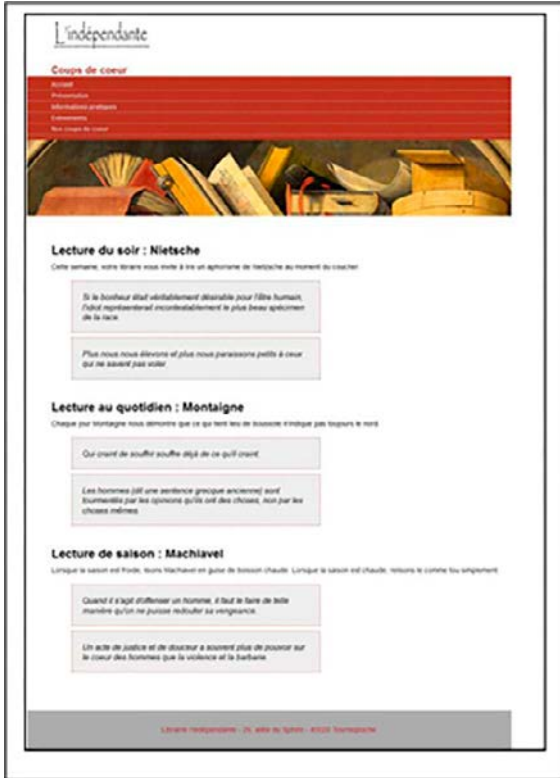 L'indépendante
Coups de coeur
Accueil
Présentation
Informations pratiques
Evénements
Nos coups de coeur
Lecture du soir : Nietsche
Cette semaine, votre libraire vous invite à lire un aphorisme de Nietzsche au moment du coucher.
Si le bonheur était véritablement désirable pour l'être humain,
l'idiot représenterait incontestablement le plus beau spécimen
de la race.
Plus nous nous élevons et plus nous paraissons petits à ceux
qui ne savent pas voler.
Lecture au quotidien : Montaigne
Chaque jour Montaigne nous démontre que ce qui tient lieu de boussole n'indique pas toujours le nord.
Qui craint de souffrir souffre déjà de ce qu'il craint.
Les hommes (dit une sentence grecque ancienne) sont
tourmentés par les opinions qu'ils ont des choses, non par les
choses mêmes.
Lecture de saison : Machiavel
Lorsque la saison est froide, lisons Machiavel en guise de boisson chaude. Lorsque la saison est chaude, relisons le comme tou simplement
Quand il s'agit d'offenser un homme, il faut le faire de telle
manière qu'on ne puisse redouter sa vengeance.
Un acte de justice et de douceur a souvent plus de pouvoir sur
le coeur des hommes que la violence et la barbarie.
Librairie l'indépendante - 25, allée du Sphinx -